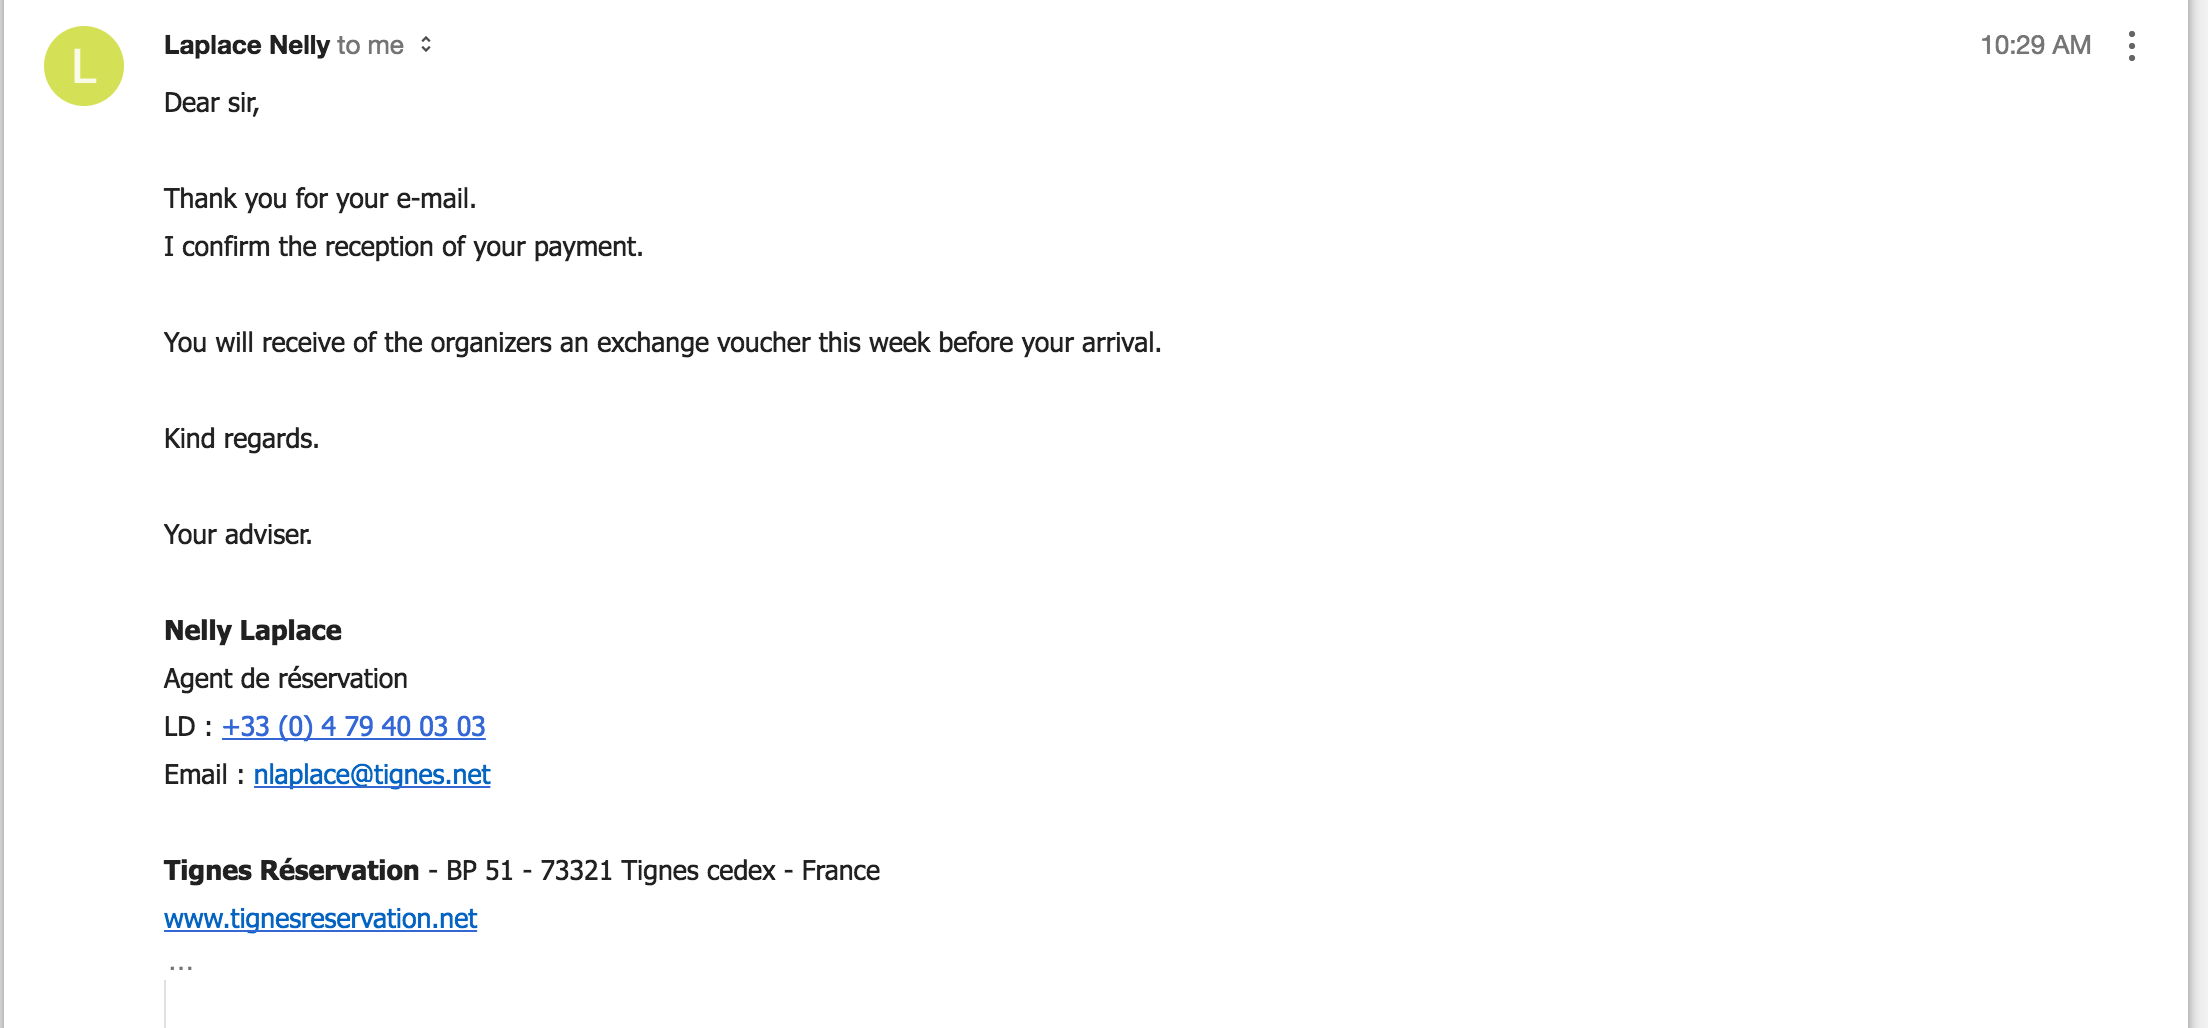 L
Laplace Nelly to me
10:29 AM
Dear sir,
Thank you for your e-mail.
I confirm the reception of your payment.
You will receive of the organizers an exchange voucher this week before your arrival.
Kind regards.
Your adviser.
Nelly Laplace
Agent de réservation
LD : +33 (0) 4 79 40 03 03
Email : nlaplace@tignes.net
Tignes Réservation - BP 51 - 73321 Tignes cedex - France
www.tignesreservation.net
...